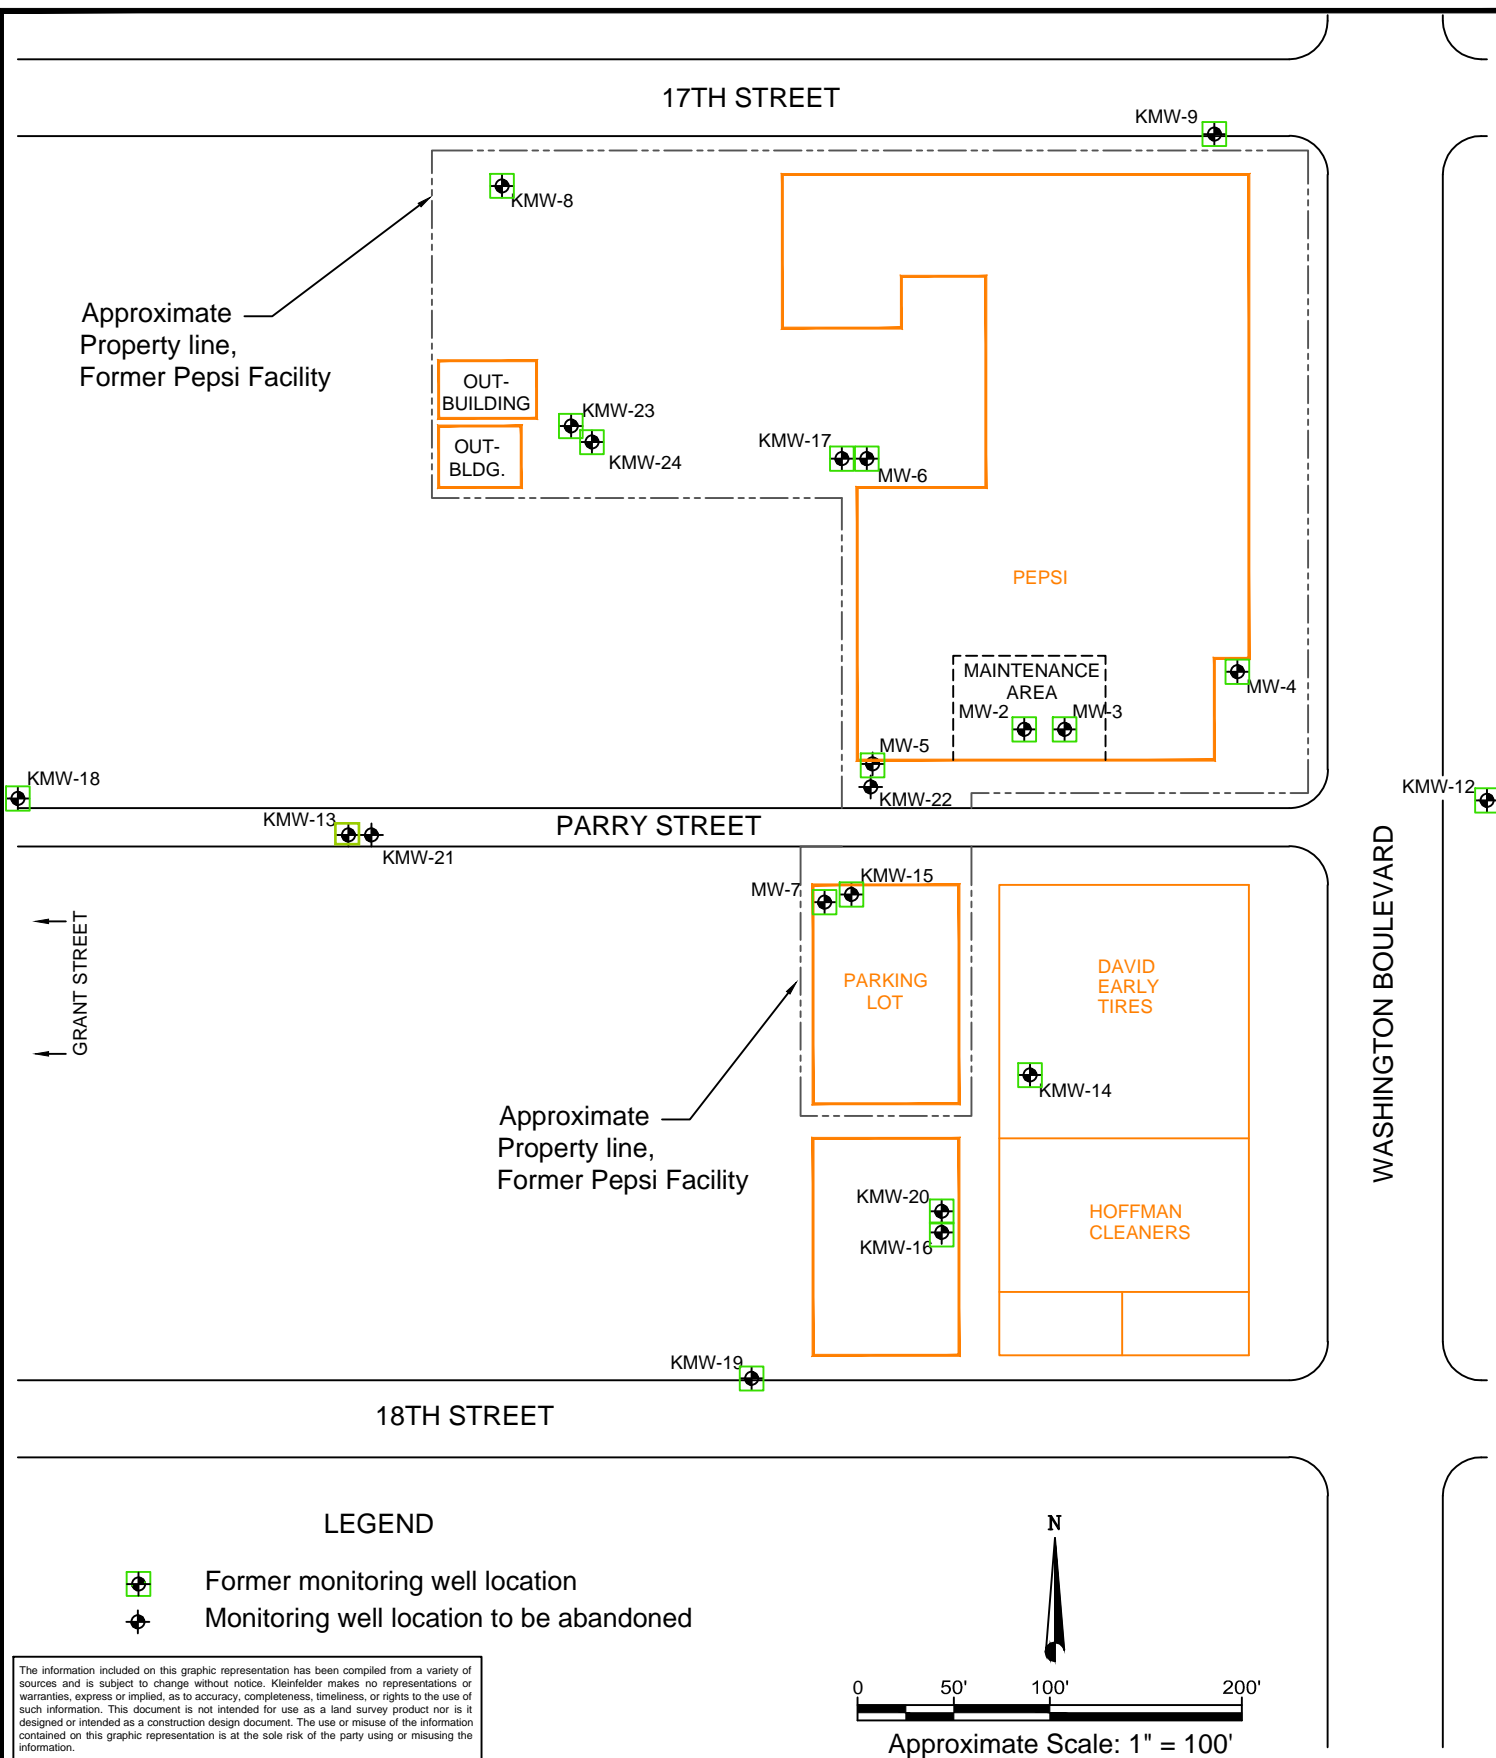 17TH STREET
KMW-9
KMW-8
Approximate
Property line,
Former Pepsi Facility
OUT-
BUILDING
OUT-
BLDG.
KMW-23
KMW-24
KMW-17
MW-6
PEPSI
MAINTENANCE
AREA
MW-2
MW-3
MW-4
MW-5
KMW-22
KMW-18
KMW-12
KMW-13
KMW-21
PARRY STREET
WASHINGTON BOULEVARD
GRANT STREET
MW-7
KMW-15
PARKING
LOT
DAVID
EARLY
TIRES
KMW-14
Approximate
Property line,
Former Pepsi Facility
KMW-20
KMW-16
HOFFMAN
CLEANERS
KMW-19
18TH STREET
LEGEND
Former monitoring well location
Monitoring well location to be abandoned
N
0 50' 100' 200'
Approximate Scale: 1" = 100'
The information included on this graphic representation has been compiled from a variety of
sources and is subject to change without notice. Kleinfelder makes no representations or
warranties, express or implied, as to accuracy, completeness, timeliness, or rights to the use of
such information. This document is not intended for use as a land survey product nor is it
designed or intended as a construction design document. The use or misuse of the information
contained on this graphic representation is at the sole risk of the party using or misusing the
information.